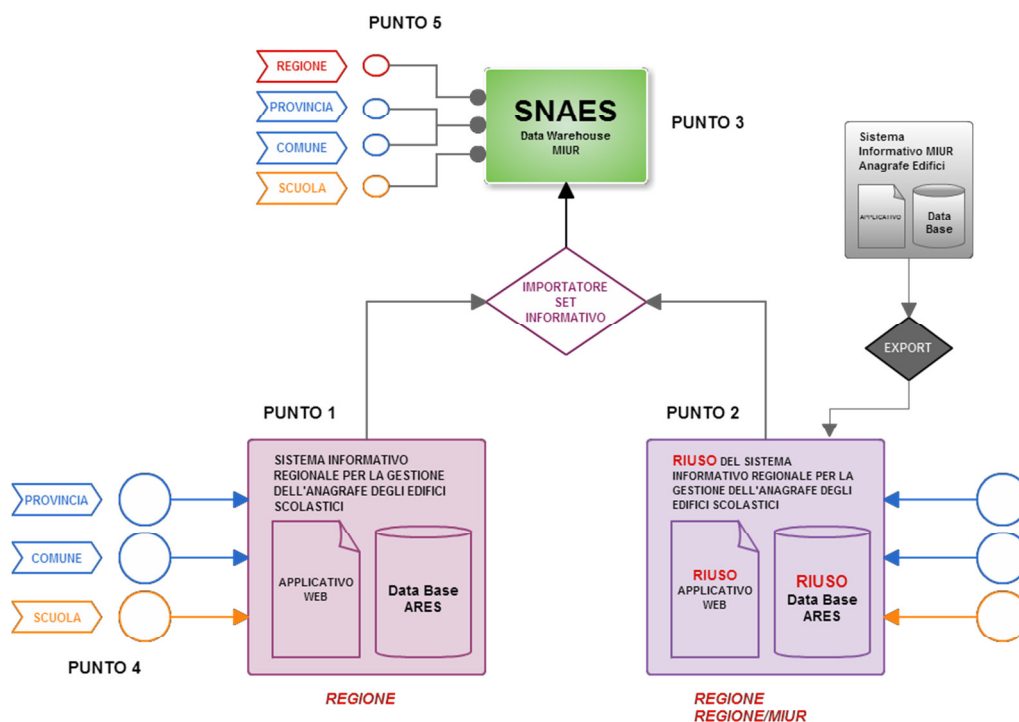 PUNTO 5
REGIONE
PROVINCIA
COMUNE
SCUOLA
SNAES
Data Warehouse
MIUR
PUNTO 3
Sistema
Informativo MIUR
Anagrafe Edifici
APPLICATIVO
Data
Base
IMPORTATORE
SET
INFORMATIVO
EXPORT
PUNTO 1
SISTEMA INFORMATIVO
REGIONALE PER LA GESTIONE
DELL'ANAGRAFE DEGLI EDIFICI
SCOLASTICI
APPLICATIVO
WEB
Data Base
ARES
PROVINCIA
COMUNE
SCUOLA
PUNTO 4
REGIONE
PUNTO 2
RIUSO DEL SISTEMA
INFORMATIVO REGIONALE PER LA
GESTIONE DELL'ANAGRAFE DEGLI
EDIFICI SCOLASTICI
RIUSO
APPLICATIVO
WEB
RIUSO
Data Base
ARES
REGIONE
REGIONE/MIUR